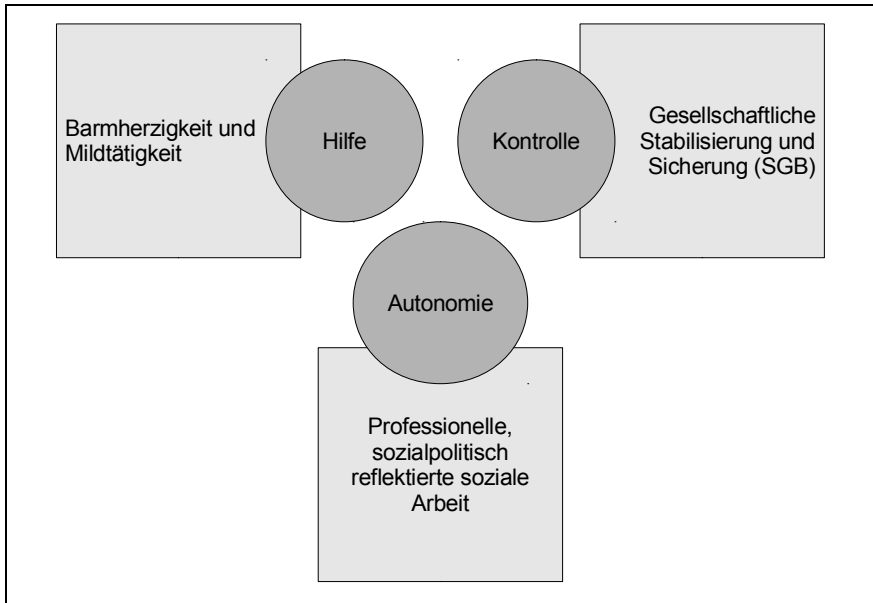 Barmherzigkeit und
Mildtätigkeit
Hilfe
Kontrolle
Gesellschaftliche
Stabilisierung und
Sicherung (SGB)
Autonomie
Professionelle,
sozialpolitisch
reflektierte soziale
Arbeit